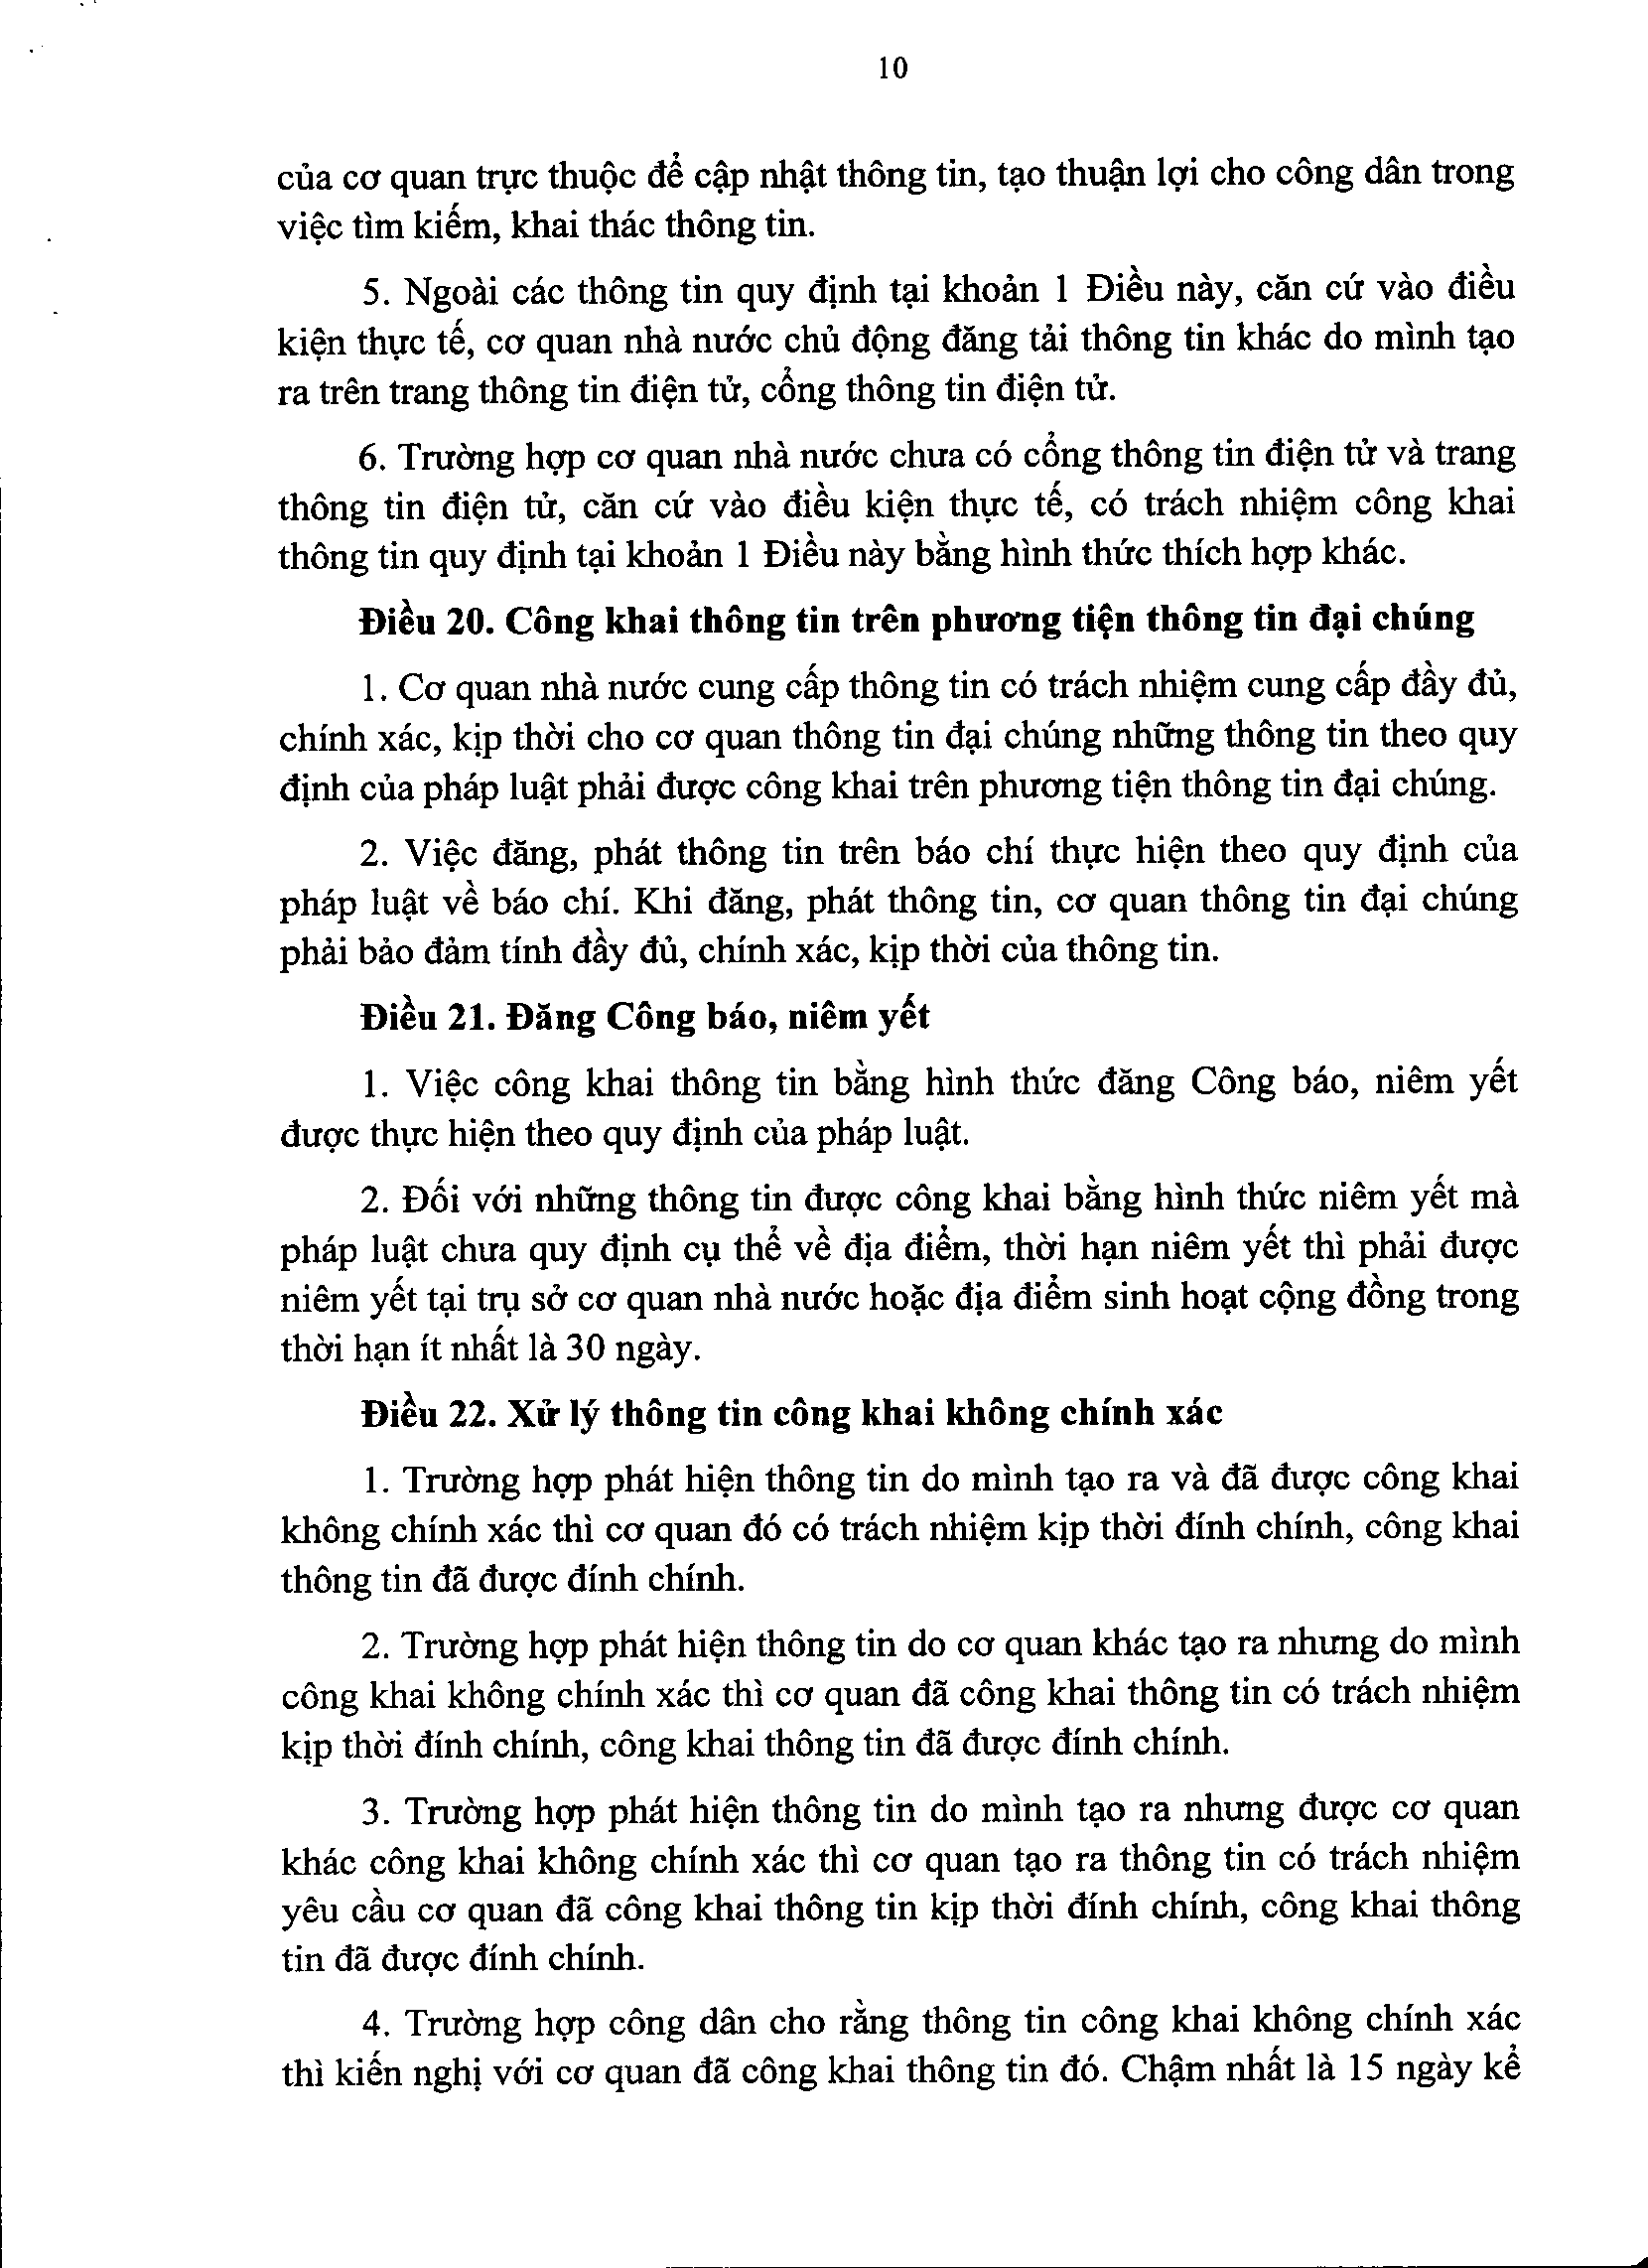 10
của cơ quan trực thuộc để cập nhật thông tin, tạo thuận lợi cho công dân trong
việc tìm kiếm, khai thác thông tin.
5. Ngoài các thông tin quy định tại khoản 1 Điều này, căn cứ vào điều
kiện thực tế, cơ quan nhà nước chủ động đăng tải thông tin khác do mình tạo
ra trên trang thông tin điện tử, cổng thông tin điện tử.
6. Trường hợp cơ quan nhà nước chưa có cổng thông tin điện tử và trang
thông tin điện tử, căn cứ vào điều kiện thực tế, có trách nhiệm công khai
thông tin quy định tại khoản 1 Điều này bằng hình thức thích hợp khác.
Điều 20. Công khai thông tin trên phương tiện thông tin đại chúng
1. Cơ quan nhà nước cung cấp thông tin có trách nhiệm cung cấp đầy đủ,
chính xác, kịp thời cho cơ quan thông tin đại chúng những thông tin theo quy
định của pháp luật phải được công khai trên phương tiện thông tin đại chúng.
2. Việc đăng, phát thông tin trên báo chí thực hiện theo quy định của
pháp luật về báo chí. Khi đăng, phát thông tin, cơ quan thông tin đại chúng
phải bảo đảm tính đầy đủ, chính xác, kịp thời của thông tin.
Điều 21. Đăng Công báo, niêm yết
1. Việc công khai thông tin bằng hình thức đăng Công báo, niêm yết
được thực hiện theo quy định của pháp luật.
2. Đối với những thông tin được công khai bằng hình thức niêm yết mà
pháp luật chưa quy định cụ thể về địa điểm, thời hạn niêm yết thì phải được
niêm yết tại trụ sở cơ quan nhà nước hoặc địa điểm sinh hoạt cộng đồng trong
thời hạn ít nhất là 30 ngày.
Điều 22. Xử lý thông tin công khai không chính xác
1. Trường hợp phát hiện thông tin do mình tạo ra và đã được công khai
không chính xác thì cơ quan đó có trách nhiệm kịp thời đính chính, công khai
thông tin đã được đính chính.
2. Trường hợp phát hiện thông tin do cơ quan khác tạo ra nhưng do mình
công khai không chính xác thì cơ quan đã công khai thông tin có trách nhiệm
kịp thời đính chính, công khai thông tin đã được đính chính.
3. Trường hợp phát hiện thông tin do mình tạo ra nhưng được cơ quan
khác công khai không chính xác thì cơ quan tạo ra thông tin có trách nhiệm
yêu cầu cơ quan đã công khai thông tin kịp thời đính chính, công khai thông
tin đã được đính chính.
4. Trường hợp công dân cho rằng thông tin công khai không chính xác
thì kiến nghị với cơ quan đã công khai thông tin đó. Chậm nhất là 15 ngày kể